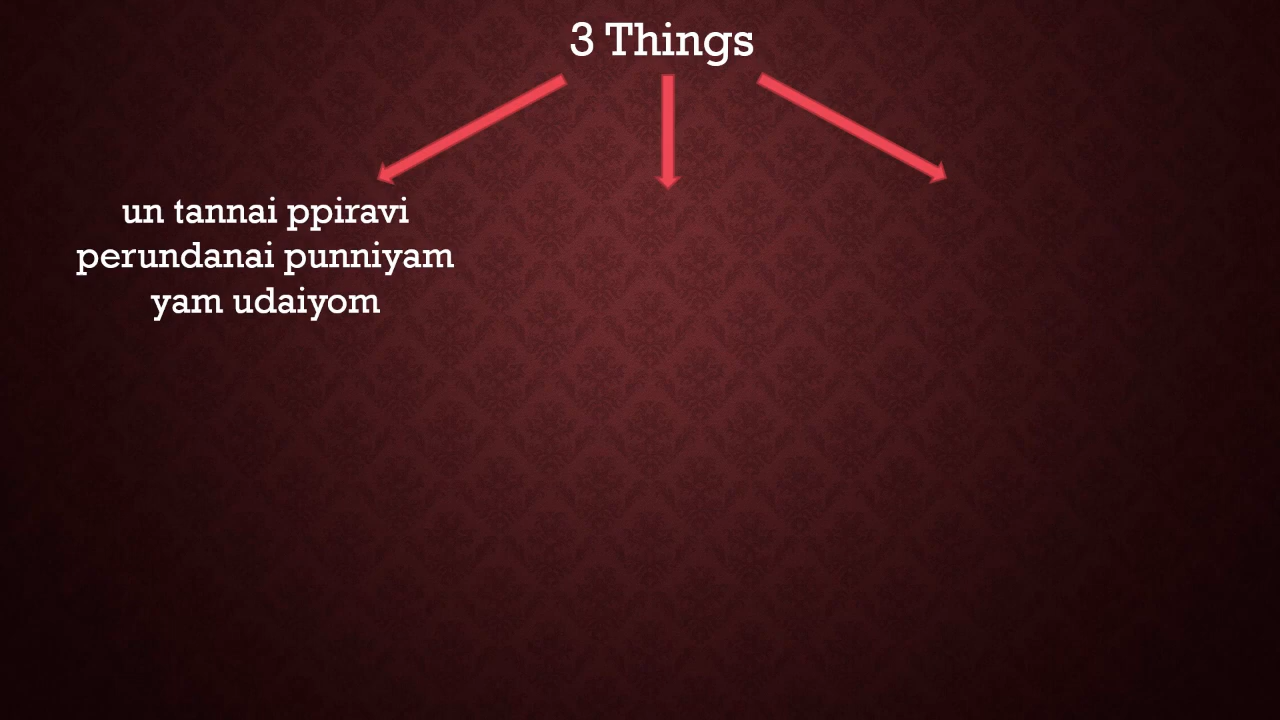 3 Things
un tannai ppiravi
perundanai punniyam
yam udaiyom